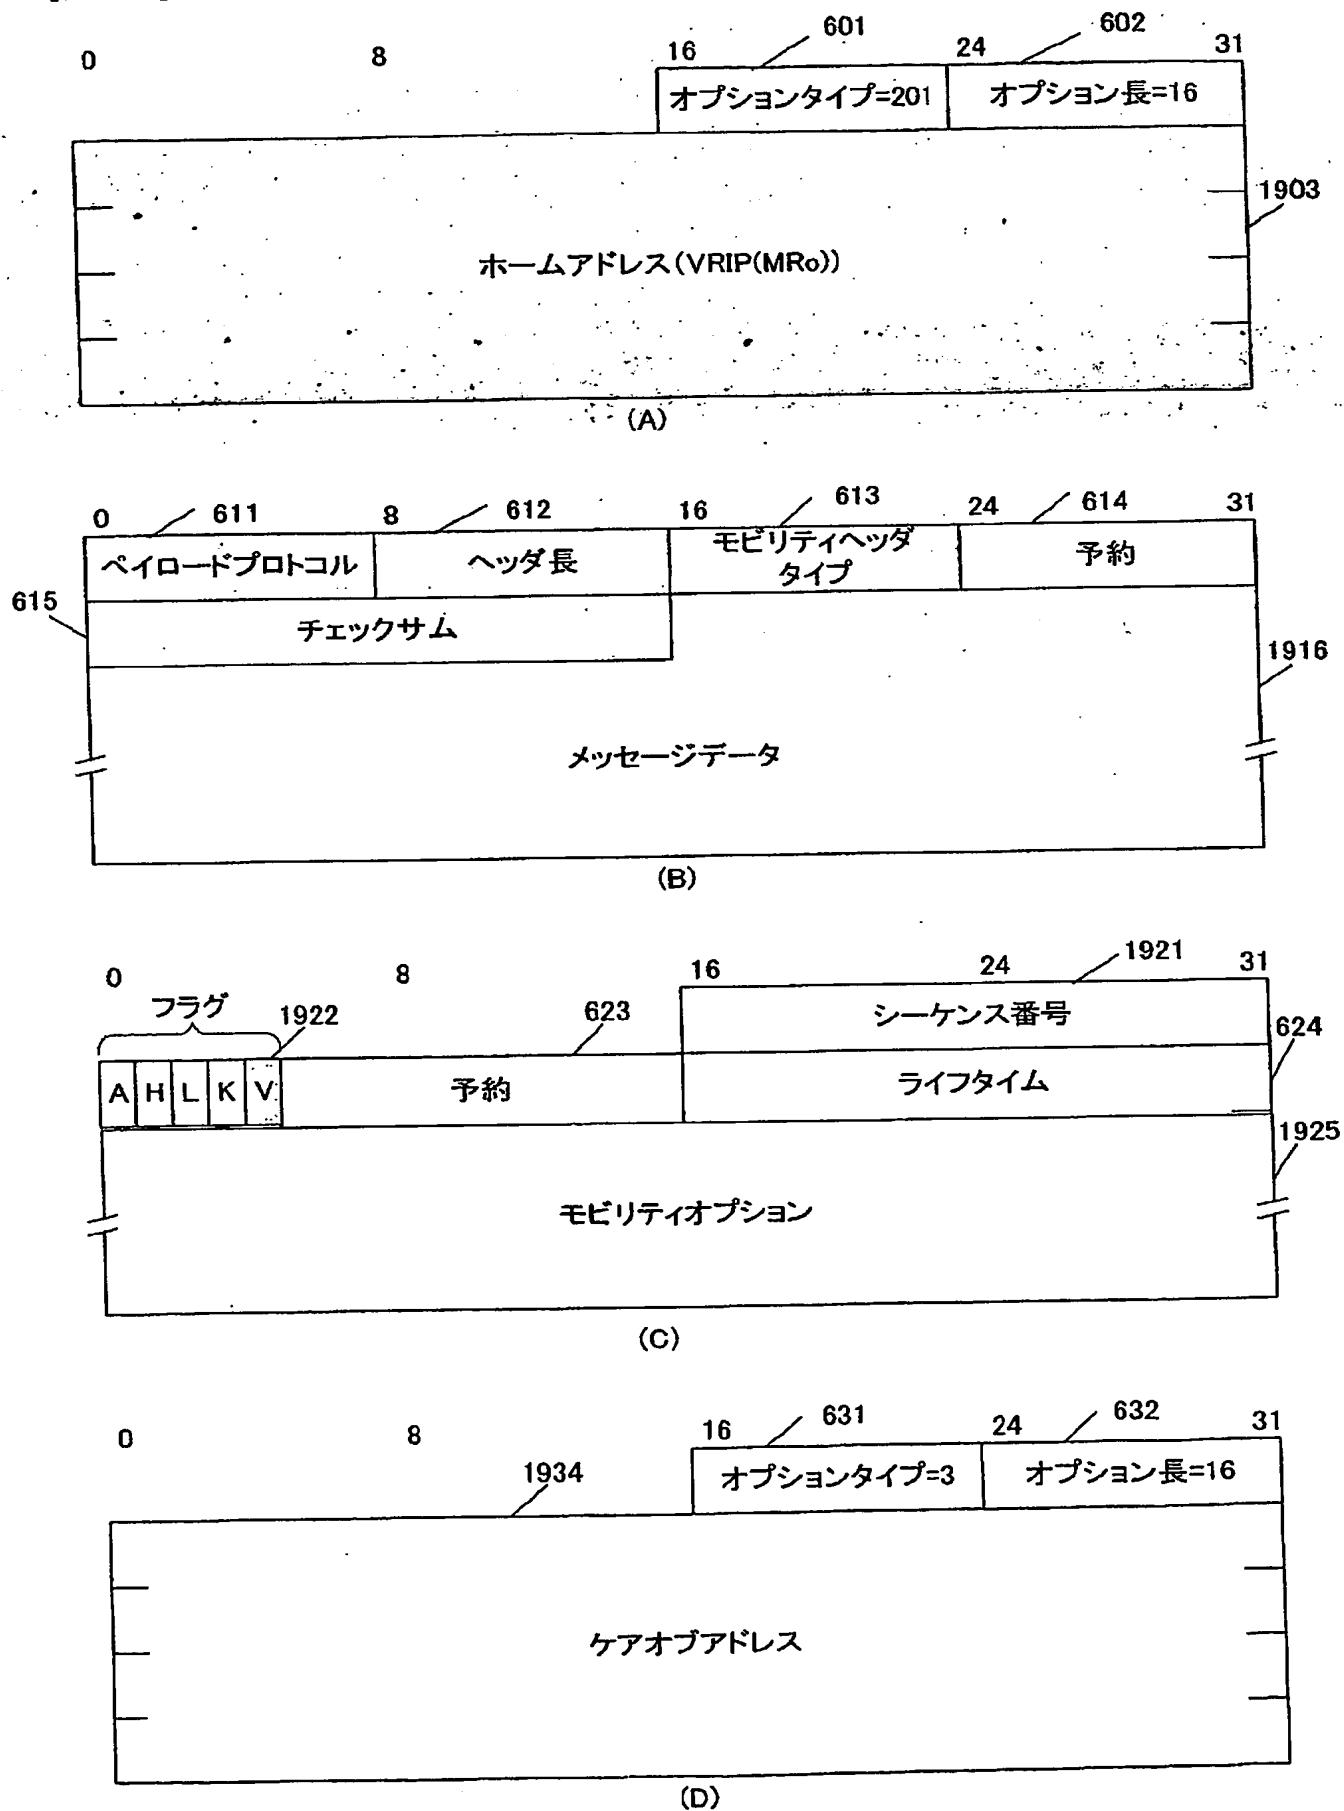 601
602
0
8
16
24
31
オプションタイプ=201
オプション長=16
1903
ホームアドレス(VRIP(MRo))
(A)
0
611
8
612
16
613
24
614
31
ペイロードプロトコル
ヘッダ長
モビリティヘッダ
タイプ
予約
615
チェックサム
1916
メッセージデータ
(B)
0
8
16
24
1921
31
フラグ
1922
623
シーケンス番号
624
A
H
L
K
V
予約
ライフタイム
1925
モビリティオプション
(C)
0
8
16
631
24
632
31
1934
オプションタイプ=3
オプション長=16
ケアオブアドレス
(D)